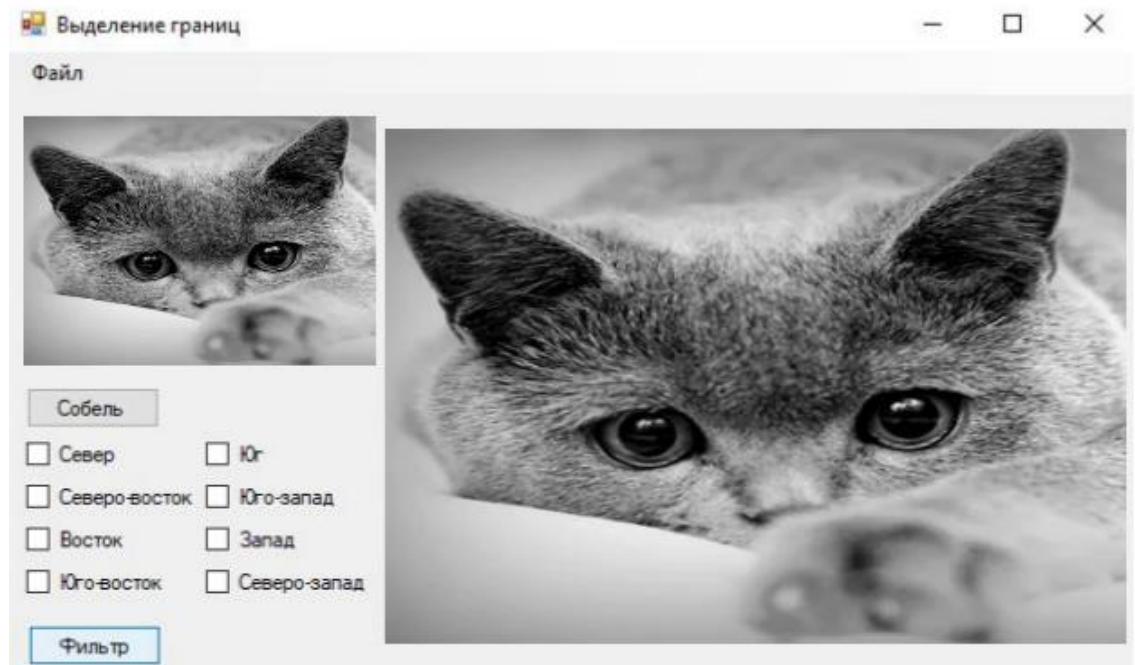 Выделение границ
Файл
Собель
Север Юг
Северо-восток Юго-запад
Восток Запад
Юго-восток Северо-запад
Фильтр